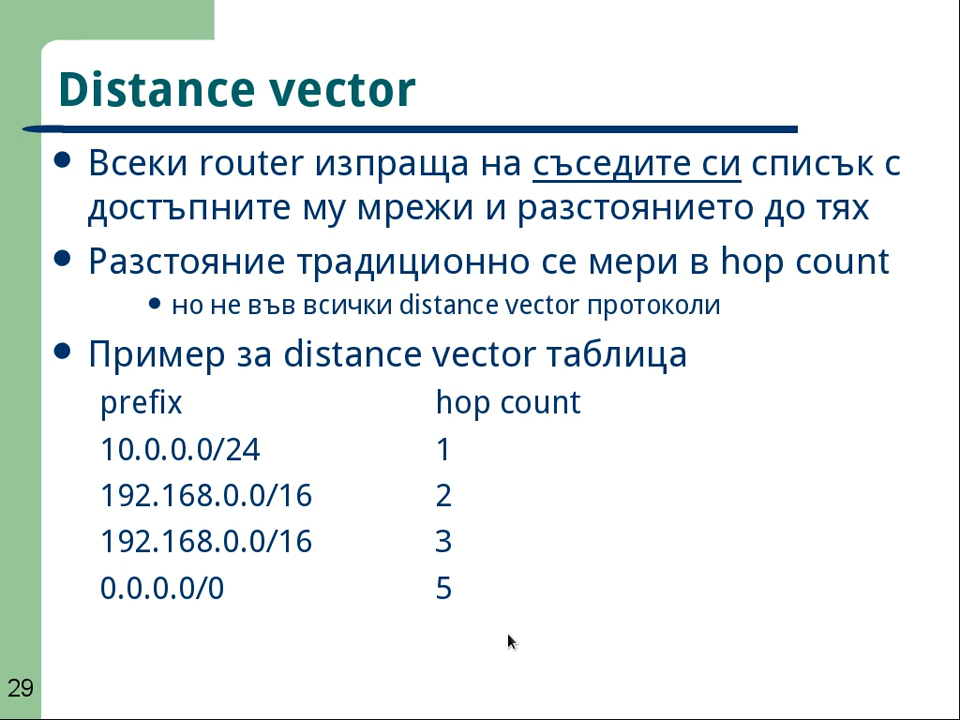 Distance vector
Всеки router изпраща на съседите си списък с
достъпните му мрежи и разстоянието до тях
Разстояние традиционно се мери в hop count
но не във всички distance vector протоколи
Пример за distance vector таблица
prefix hop count
10.0.0.0/24 1
192.168.0.0/16 2
192.168.0.0/16 3
0.0.0.0/0 5
29